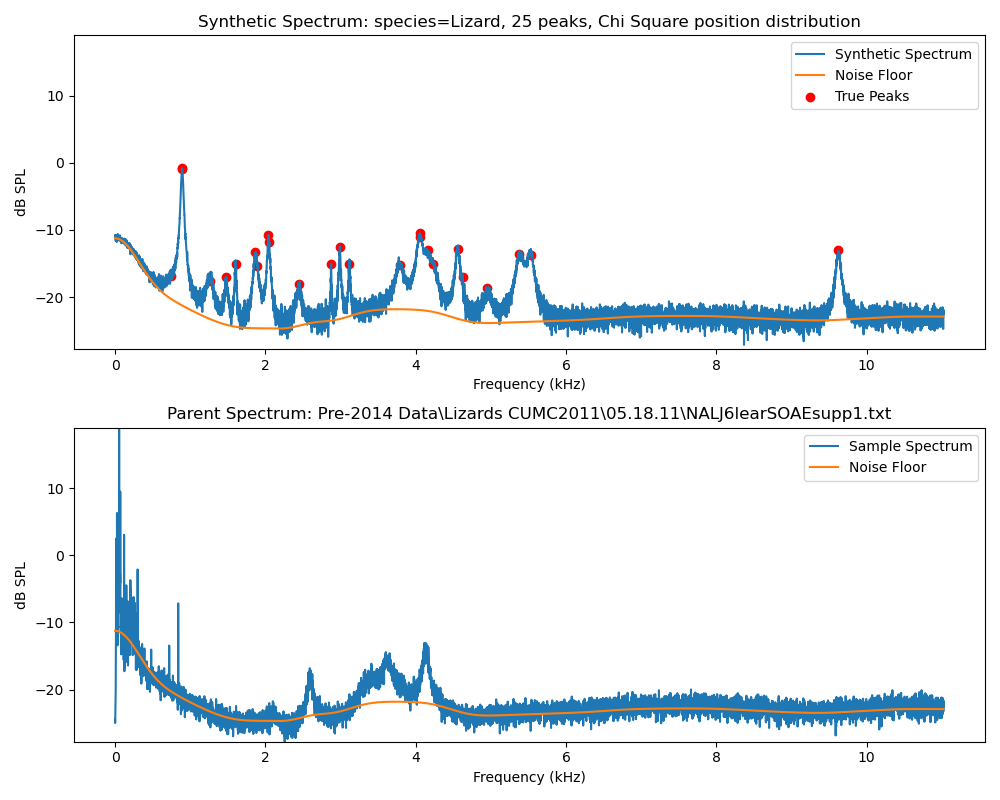 Synthetic Spectrum: species=Lizard, 25 peaks, Chi Square position distribution
Synthetic Spectrum
Noise Floor
True Peaks
10
0
−10
−20
dB SPL
0 2 4 6 8 10
Frequency (kHz)
Parent Spectrum: Pre-2014 Data\Lizards CUMC2011\05.18.11\NALJ6learSOAEsupp1.txt
Sample Spectrum
Noise Floor
10
0
−10
−20
dB SPL
0 2 4 6 8 10
Frequency (kHz)